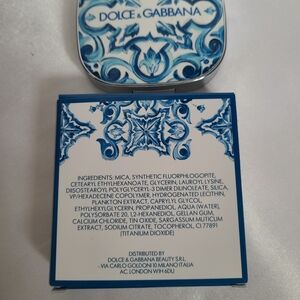 DOLCE & GABBANA
INGREDIENTS: MICA, SYNTHETIC FLUORPHLOGOPITE,
CETEARYL ETHYLHEXANOATE, GLYCERIN, LAUROYL LYSINE,
DIISOSTEAROYL POLYGLYCERYL-3 DIMER DILINOLEATE, SILICA,
VP/HEXADECENE COPOLYMER, HYDROGENATED LECITHIN,
PLANKTON EXTRACT, CAPRYLYL GLYCOL,
ETHYLHEXYLGLYCERIN, PROPANEDIOL, AQUA (WATER),
POLYSORBATE 20, 1,2-HEXANEDIOL, GELLAN GUM,
CALCIUM CHLORIDE, TIN OXIDE, SARGASSUM MUTICUM
EXTRACT, SODIUM CITRATE, TOCOPHEROL, CI 77891
(TITANIUM DIOXIDE)
DISTRIBUTED BY
DOLCE & GABBANA BEAUTY S.R.L.
VIA CARLO GOLDONI 10 MILANO ITALIA
AC. LONDON W1H 6DU